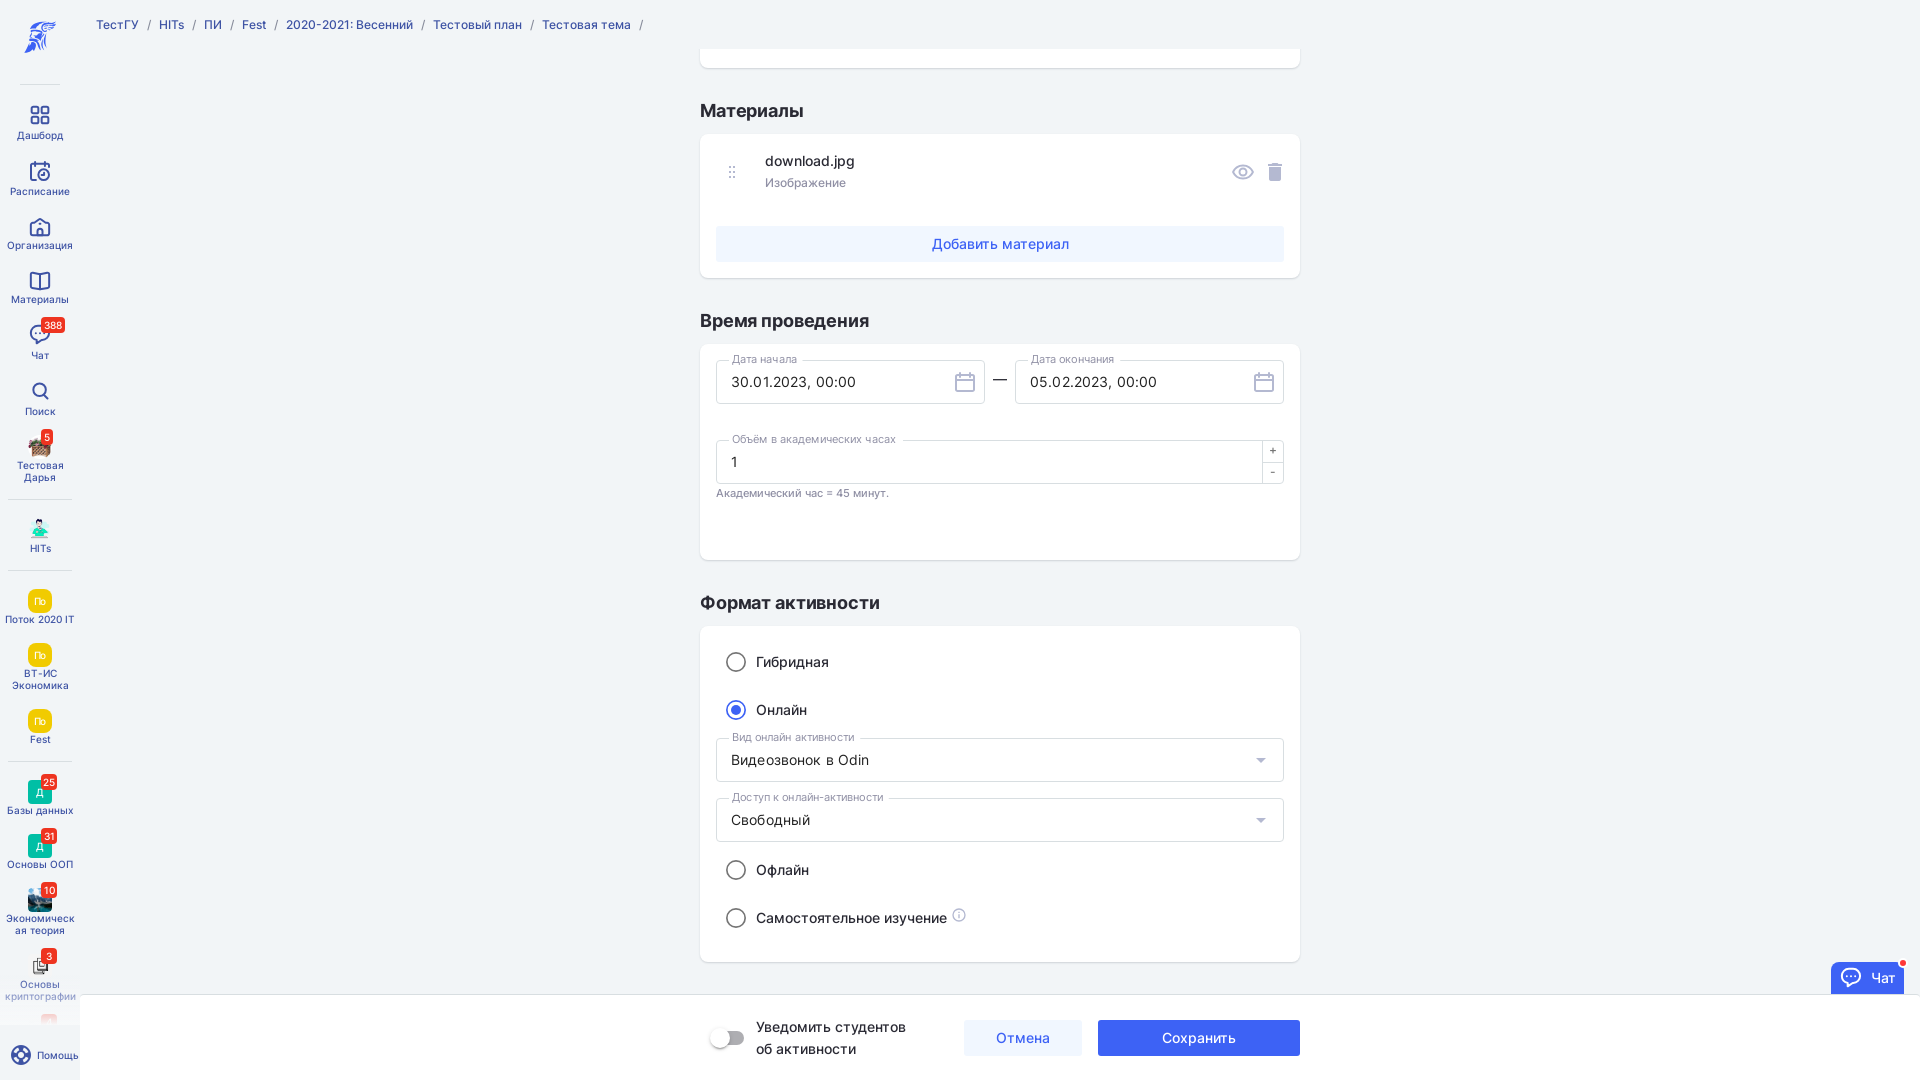 ТестГУ / HITs / ПИ / Fest / 2020-2021: Весенний / Тестовый план / Тестовая тема /
Дашборд
Расписание
Организация
Материалы
388
Чат
Поиск
5
Тестовая
Дарья
HITs
По
Поток 2020 IT
По
ВТ-ИС
Экономика
По
Fest
25
Д
Базы данных
31
Д
Основы ООП
10
Экономическ
ая теория
3
Основы
криптографии
Помощь
Материалы
download.jpg
Изображение
Добавить материал
Время проведения
Дата начала
30.01.2023, 00:00
—
Дата окончания
05.02.2023, 00:00
Объём в академических часах
1
+
-
Академический час = 45 минут.
Формат активности
Гибридная
Онлайн
Вид онлайн активности
Видеозвонок в Odin
Доступ к онлайн-активности
Свободный
Офлайн
Самостоятельное изучение
Чат
Уведомить студентов
об активности
Отмена
Сохранить